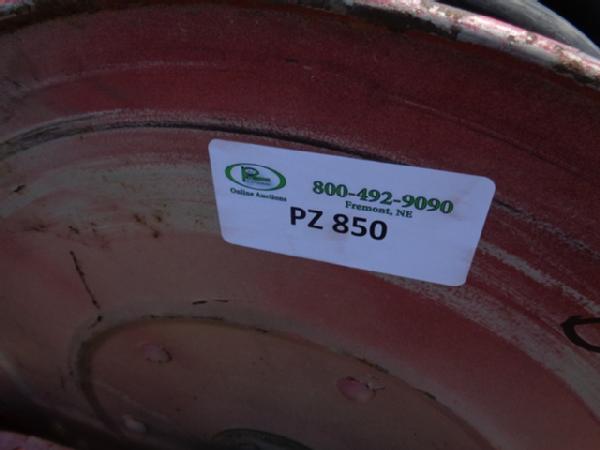 800-492-9090
Online Auctions
Fremont, NE
PZ 850